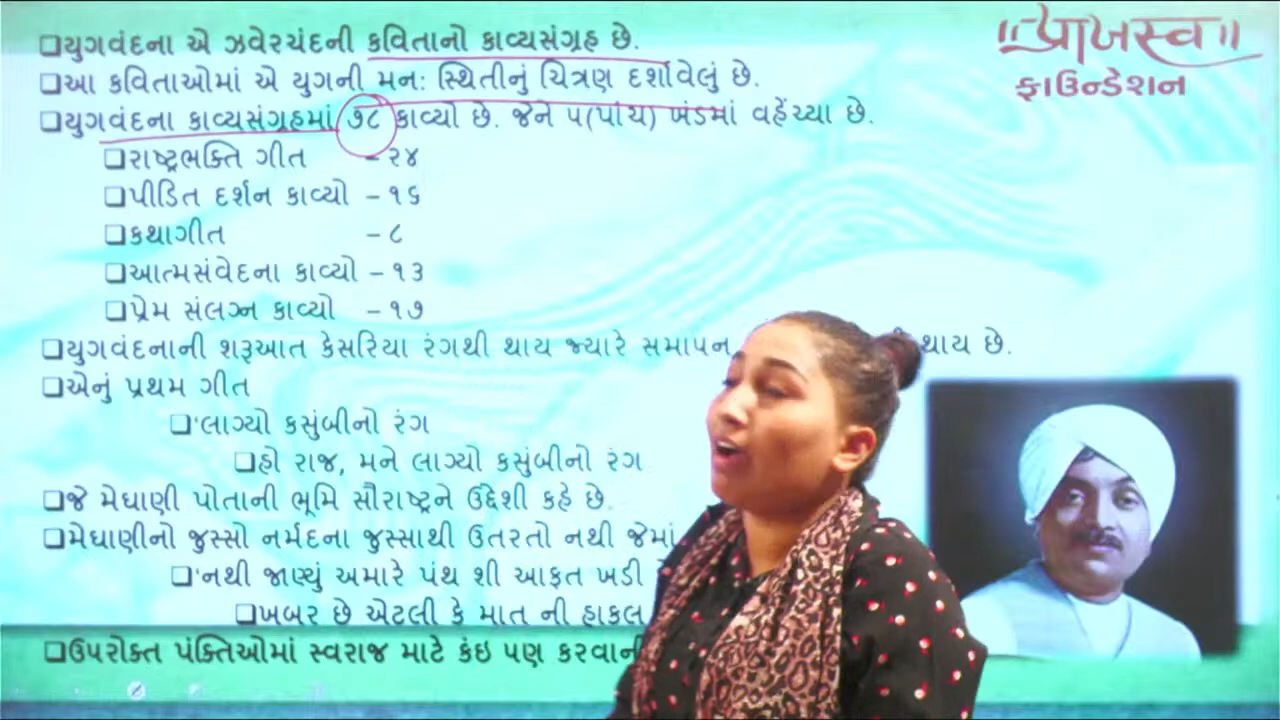 યુગવંદના એ ઝવેરચંદની કવિતાનો કાવ્યસંગ્રહ છે.
આ કવિતાઓમાં એ યુગની મન: સ્થિતીનું ચિત્રણ દર્શાવેલું છે.
યુગવંદના કાવ્યસંગ્રહમાં ૭૮ કાવ્યો છે. જેને ૫(પાંચ) ખંડમાં વહેંચ્યા છે.
રાષ્ટ્રભક્તિ ગીત - ૨૪
પીડિત દર્શન કાવ્યો - ૧૬
કથાગીત - ૮
આત્મસંવેદના કાવ્યો - ૧૩
પ્રેમ સંલગ્ન કાવ્યો - ૧૭
યુગવંદનાની શરૂઆત કેસરિયા રંગથી થાય જ્યારે સમાપન થાય છે.
એનું પ્રથમ ગીત
'લાગ્યો કસુંબીનો રંગ
હો રાજ, મને લાગ્યો કસુંબીનો રંગ
જે મેઘાણી પોતાની ભૂમિ સૌરાષ્ટ્રને ઉદ્દેશી કહે છે.
મેઘાણીનો જુસ્સો નર્મદના જુસ્સાથી ઉતરતો નથી જેમાં
'નથી જાણ્યું અમારે પંથ શી આફત ખડી
ખબર છે એટલી કે માત ની હાકલ
ઉપરોક્ત પંક્તિઓમાં સ્વરાજ માટે કંઇ પણ કરવાની
ફાઉન્ડેશન